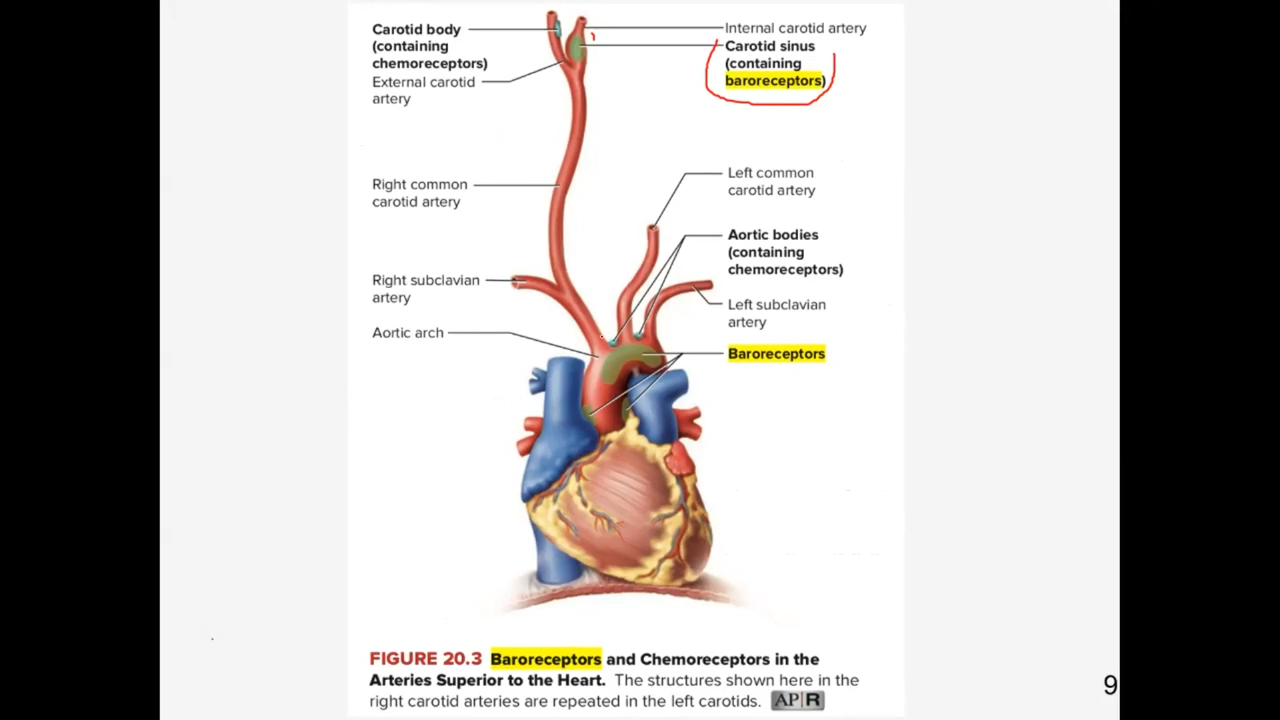 Carotid body
(containing
chemoreceptors)
External carotid
artery
Internal carotid artery
Carotid sinus
(containing
baroreceptors)
Right common
carotid artery
Left common
carotid artery
Aortic bodies
(containing
chemoreceptors)
Right subclavian
artery
Left subclavian
artery
Aortic arch
Baroreceptors
FIGURE 20.3 Baroreceptors and Chemoreceptors in the
Arteries Superior to the Heart. The structures shown here in the
right carotid arteries are repeated in the left carotids. AP|R
9